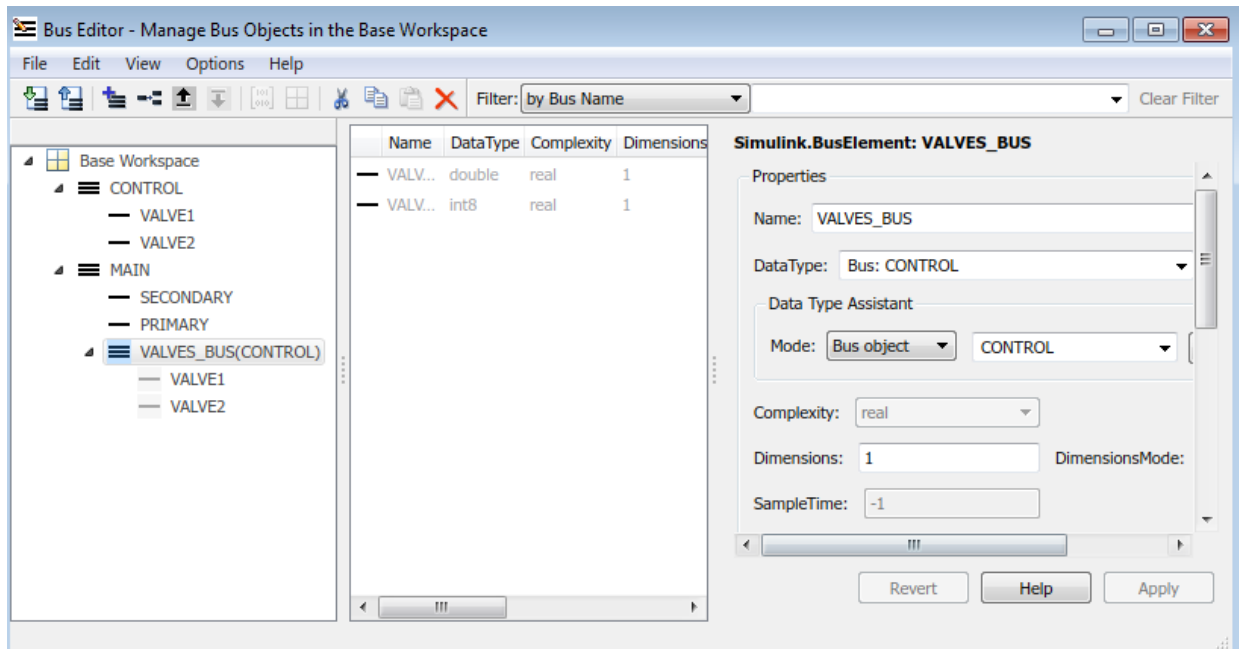 Bus Editor - Manage Bus Objects in the Base Workspace
File Edit View Options Help
Filter: by Bus Name Clear Filter
Base Workspace
CONTROL
VALVE1
VALVE2
MAIN
SECONDARY
PRIMARY
VALVES_BUS(CONTROL)
VALVE1
VALVE2
Name DataType Complexity Dimensions
VALV... double real 1
VALV... int8 real 1
Simulink.BusElement: VALVES_BUS
Properties
Name: VALVES_BUS
DataType: Bus: CONTROL
Data Type Assistant
Mode: Bus object CONTROL
Complexity: real
Dimensions: 1 DimensionsMode:
SampleTime: -1
Revert Help Apply